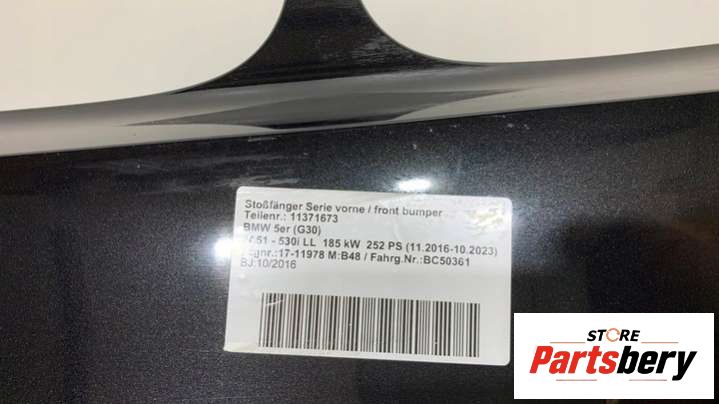 Stoßfänger Serie vorne / front bumper
Teilenr.: 11371673
BMW 5er (G30)
530i LL 185 kW 252 PS (11.2016-10.2023)
17-11978 M:B48 / Fahrg.Nr.:BC50361
BJ:10/2016
STORE
Partsbery